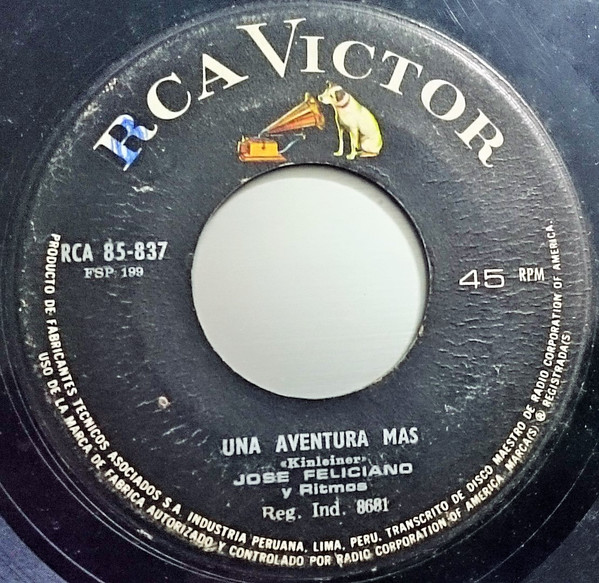 RCA VICTOR
RCA 85-837
FSP 199
45 RPM
UNA AVENTURA MAS
«Kinleiner»
JOSE FELICIANO
y Ritmos
Reg. Ind. 8681
PRODUCTO DE FABRICANTES TECNICOS ASOCIADOS S.A. INDUSTRIA PERUANA, LIMA, PERU. TRANSCRITO DE DISCO MAESTRO DE RADIO CORPORATION OF AMERICA.
USO DE LA MARCA DE FABRICA AUTORIZADO Y CONTROLADO POR RADIO CORPORATION OF AMERICA. MARCA(S) ® REGISTRADA(S)